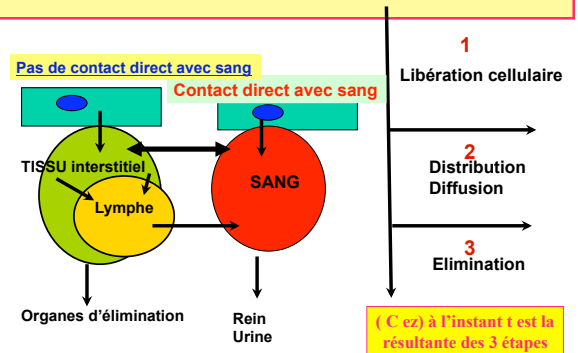 Pas de contact direct avec sang
Contact direct avec sang
TISSU interstitiel
Lymphe
SANG
Organes d'élimination
Rein
Urine
1
Libération cellulaire
2
Distribution
Diffusion
3
Elimination
( C ez) à l'instant t est la
résultante des 3 étapes